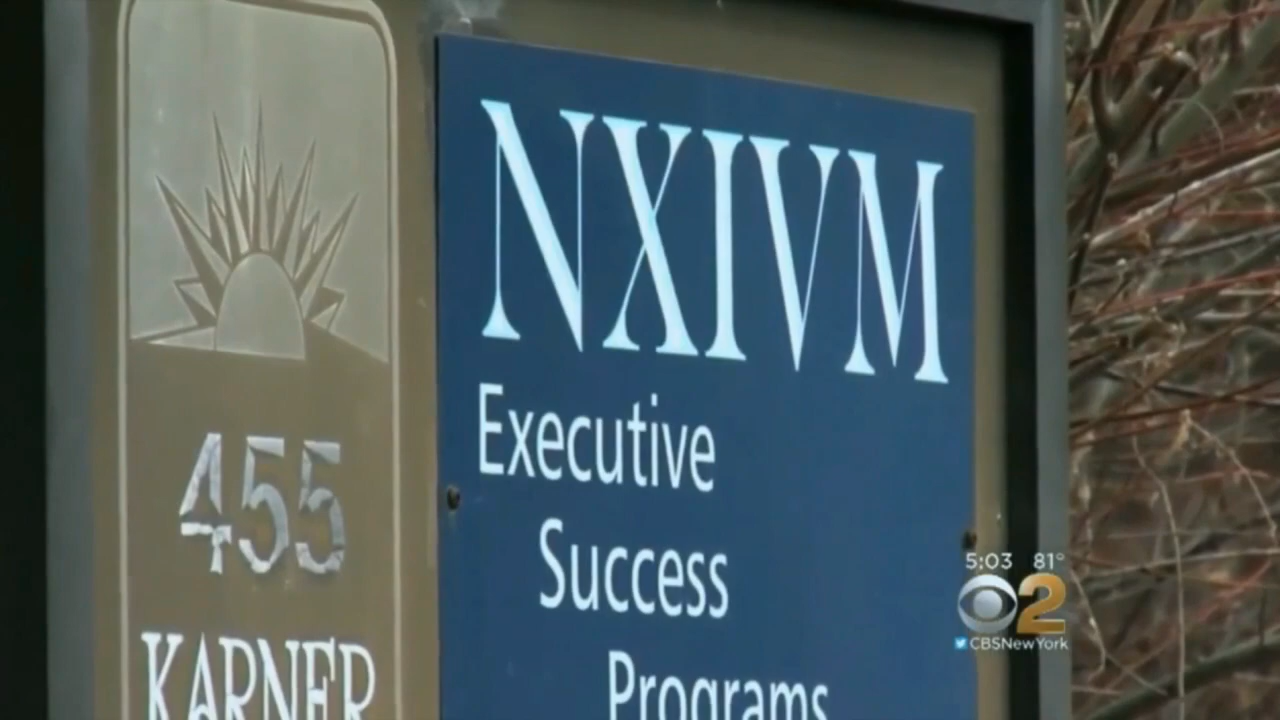 NXIVM
Executive
Success
Programs
455
KARNER
5:03 81°
2
CBSNewYork